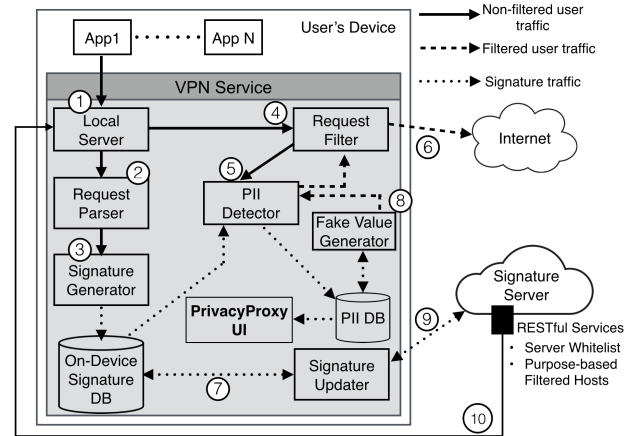 User's Device
App1
App N
Non-filtered user
traffic
Filtered user
traffic
Signature traffic
VPN Service
1
Local
Server
4
Request
Filter
6
Internet
2
Request
Parser
5
PII
Detector
8
Fake Value
Generator
3
Signature
Generator
PrivacyProxy
UI
PII DB
9
Signature
Server
RESTful Services
• Server Whitelist
• Purpose-based
Filtered Hosts
On-Device
Signature
DB
7
Signature
Updater
10